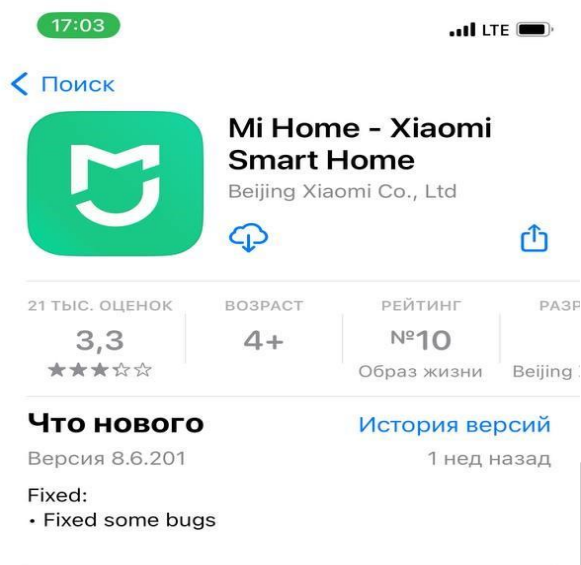 17:03
LTE
Поиск
Mi Home - Xiaomi
Smart Home
Beijing Xiaomi Co., Ltd
21 ТЫС. ОЦЕНОК ВОЗРАСТ РЕЙТИНГ РАЗР
3,3 4+ №10
Образ жизни Beijing
Что нового История версий
Версия 8.6.201 1 нед назад
Fixed:
• Fixed some bugs